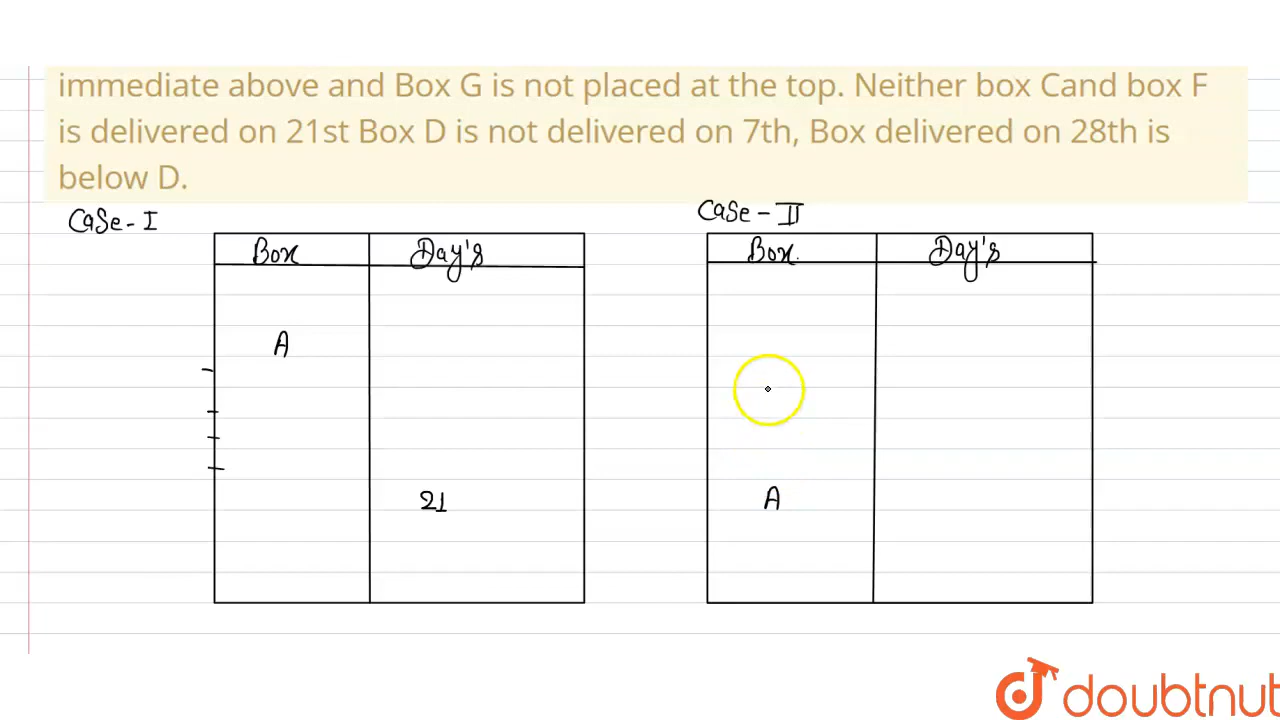 immediate above and Box G is not placed at the top. Neither box Cand box F
is delivered on 21st Box D is not delivered on 7th, Box delivered on 28th is
below D.
Case - I
Case - II
Box Day's
Box. Day's
A
21
A
doubtnut